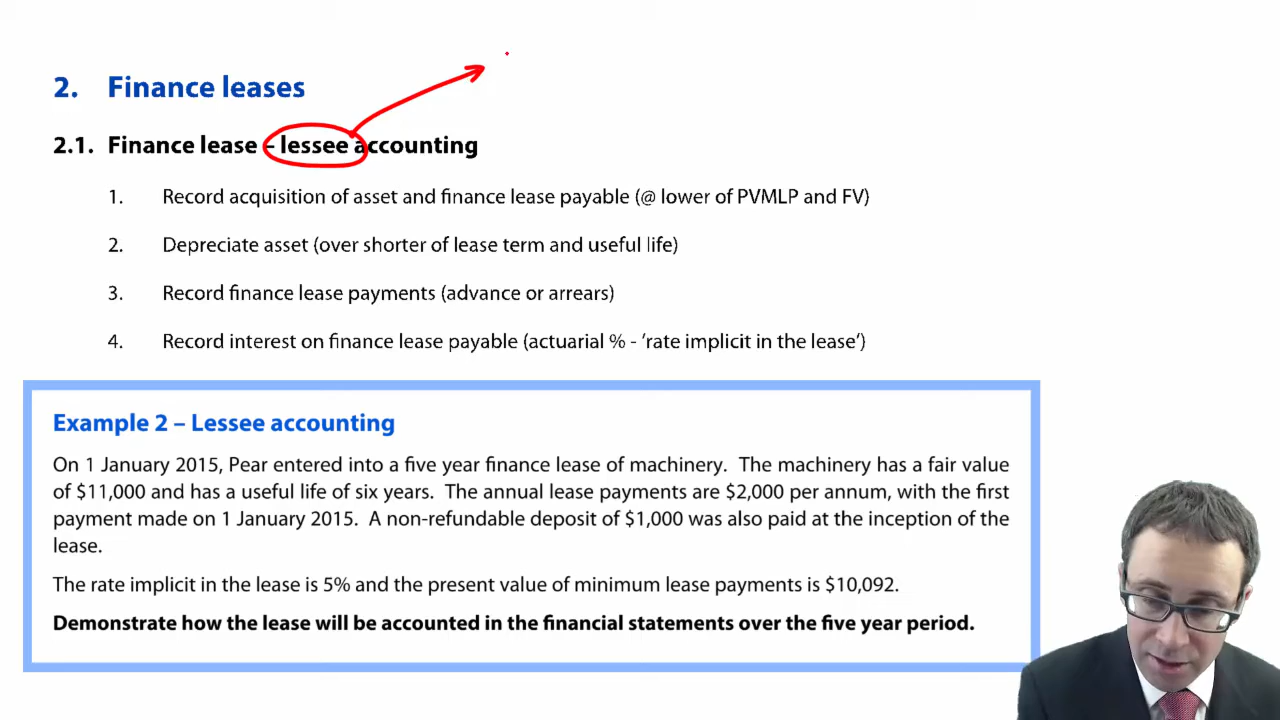 2. Finance leases
2.1. Finance lease – lessee accounting
1. Record acquisition of asset and finance lease payable (@ lower of PVMLP and FV)
2. Depreciate asset (over shorter of lease term and useful life)
3. Record finance lease payments (advance or arrears)
4. Record interest on finance lease payable (actuarial % - 'rate implicit in the lease')
Example 2 – Lessee accounting
On 1 January 2015, Pear entered into a five year finance lease of machinery. The machinery has a fair value
of $11,000 and has a useful life of six years. The annual lease payments are $2,000 per annum, with the first
payment made on 1 January 2015. A non-refundable deposit of $1,000 was also paid at the inception of the
lease.
The rate implicit in the lease is 5% and the present value of minimum lease payments is $10,092.
Demonstrate how the lease will be accounted in the financial statements over the five year period.